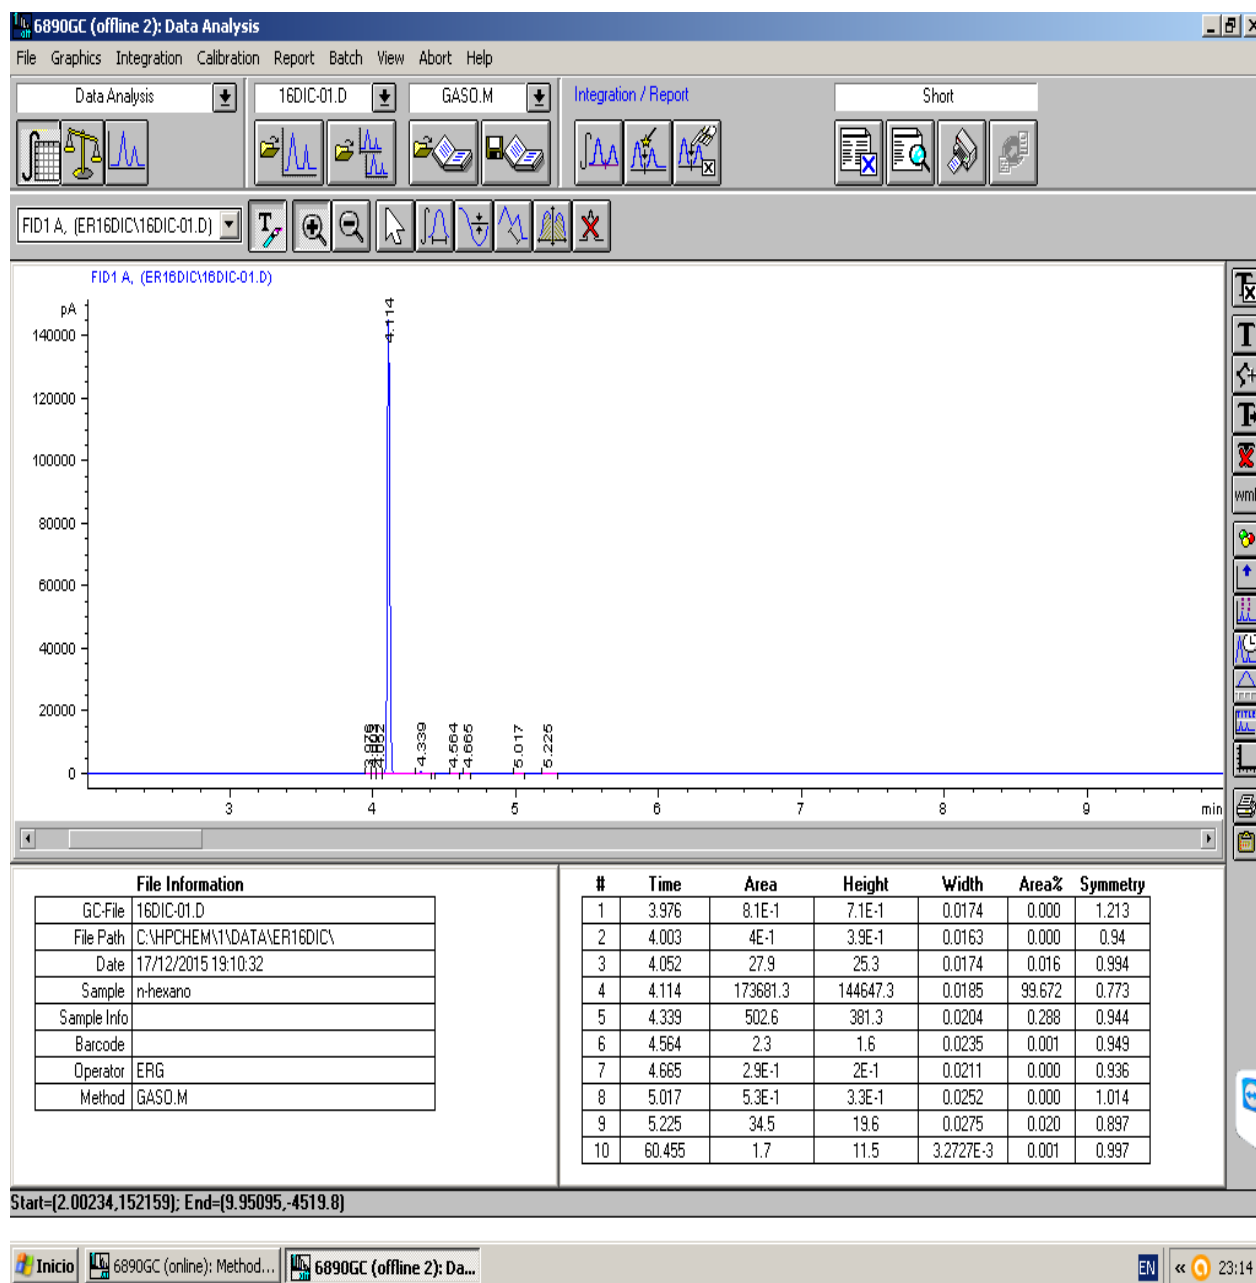 6890GC (offline 2): Data Analysis
File Graphics Integration Calibration Report Batch View Abort Help
Data Analysis 16DIC-01.D GASO.M Integration / Report Short
FID1 A, (ER16DIC\16DIC-01.D)
FID1 A, (ER16DIC\16DIC-01.D)
pA
140000
120000
100000
80000
60000
40000
20000
0
3.976
4.003
4.052
4.114
4.339
4.564
4.665
5.017
5.225
3 4 5 6 7 8 9 min
File Information
GC-File 16DIC-01.D
File Path C:\HPCHEM\1\DATA\ER16DIC\
Date 17/12/2015 19:10:32
Sample n-hexano
Sample Info
Barcode
Operator ERG
Method GASO.M
# Time Area Height Width Area% Symmetry
1 3.976 8.1E-1 7.1E-1 0.0174 0.000 1.213
2 4.003 4E-1 3.9E-1 0.0163 0.000 0.94
3 4.052 27.9 25.3 0.0174 0.016 0.994
4 4.114 173681.3 144647.3 0.0185 99.672 0.773
5 4.339 502.6 381.3 0.0204 0.288 0.944
6 4.564 2.3 1.6 0.0235 0.001 0.949
7 4.665 2.9E-1 2E-1 0.0211 0.000 0.936
8 5.017 5.3E-1 3.3E-1 0.0252 0.000 1.014
9 5.225 34.5 19.6 0.0275 0.020 0.897
10 60.455 1.7 11.5 3.2727E-3 0.001 0.997
Start=(2.00234,152159); End=(9.95095,-4519.8)
Inicio 6890GC (online): Method... 6890GC (offline 2): Da... EN « 23:14